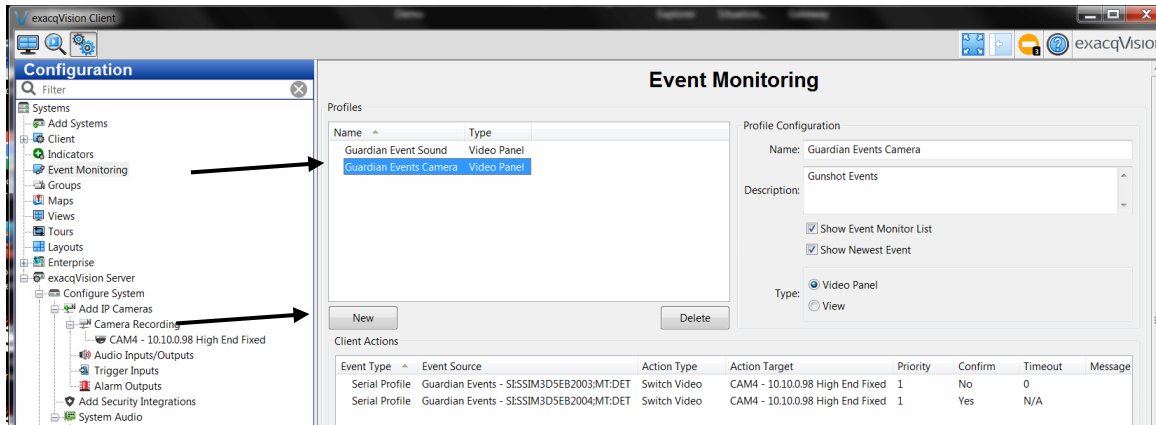 exacqVision Client
3
exacqVisio
Configuration
Filter
Systems
Add Systems
Client
Indicators
Event Monitoring
Groups
Maps
Views
Tours
Layouts
Enterprise
exacqVision Server
Configure System
Add IP Cameras
Camera Recording
CAM4 - 10.10.0.98 High End Fixed
Audio Inputs/Outputs
Trigger Inputs
Alarm Outputs
Add Security Integrations
System Audio
Event Monitoring
Profiles
Name Type
Guardian Event Sound Video Panel
Guardian Events Camera Video Panel
New Delete
Profile Configuration
Name: Guardian Events Camera
Description: Gunshot Events
Show Event Monitor List
Show Newest Event
Type: Video Panel
View
Client Actions
Event Type Event Source Action Type Action Target Priority Confirm Timeout Message
Serial Profile Guardian Events - SI:SSIM3D5EB2003;MT:DET Switch Video CAM4 - 10.10.0.98 High End Fixed 1 No 0
Serial Profile Guardian Events - SI:SSIM3D5EB2004;MT:DET Switch Video CAM4 - 10.10.0.98 High End Fixed 1 Yes N/A